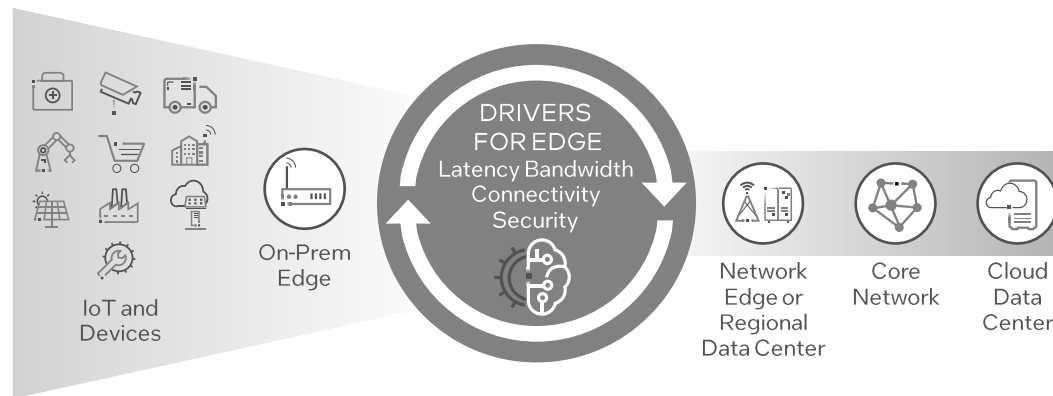 DRIVERS
FOR EDGE
Latency Bandwidth
Connectivity
Security
On-Prem
Edge
IoT and
Devices
Network
Edge or
Regional
Data Center
Core
Network
Cloud
Data
Center